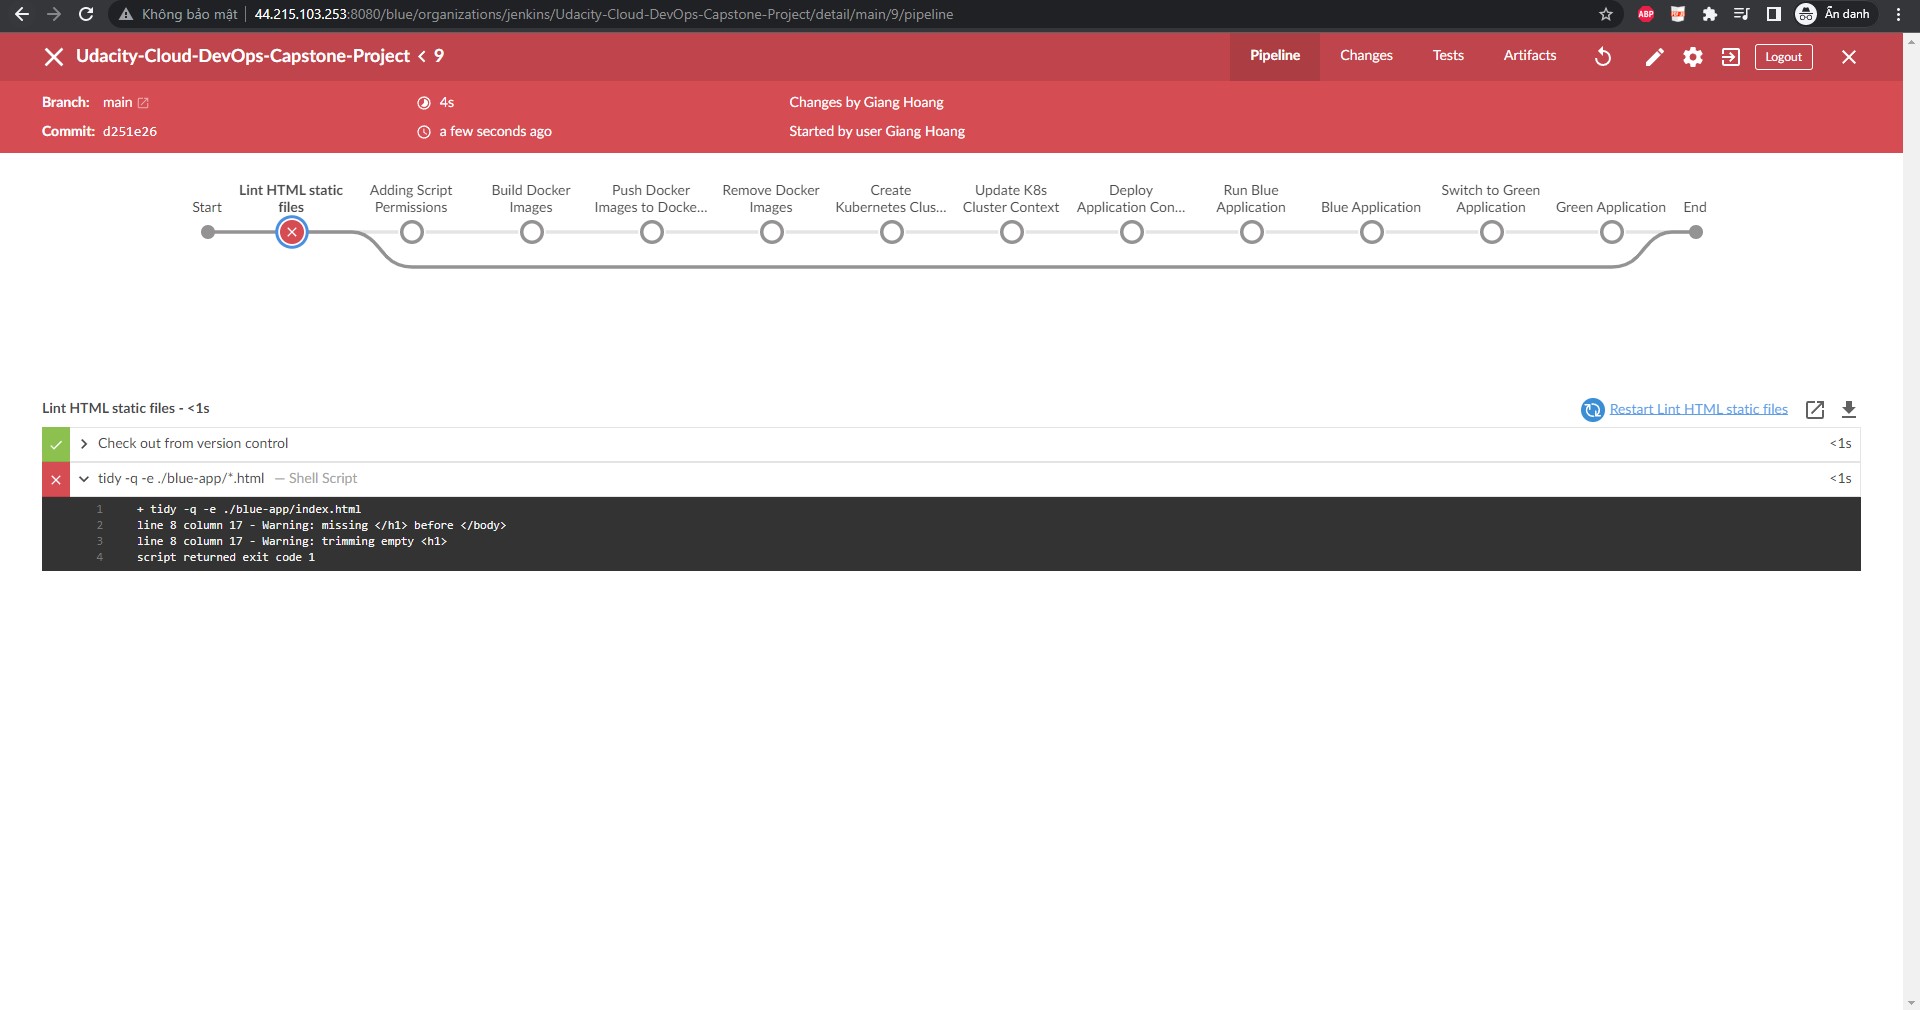 Không bảo mật 44.215.103.253:8080/blue/organizations/jenkins/Udacity-Cloud-DevOps-Capstone-Project/detail/main/9/pipeline ABP Ẩn danh
Udacity-Cloud-DevOps-Capstone-Project < 9 Pipeline Changes Tests Artifacts Logout
Branch: main 4s Changes by Giang Hoang
Commit: d251e26 a few seconds ago Started by user Giang Hoang
Start
Lint HTML static
files
Adding Script
Permissions
Build Docker
Images
Push Docker
Images to Docke...
Remove Docker
Images
Create
Kubernetes Clus...
Update K8s
Cluster Context
Deploy
Application Con...
Run Blue
Application
Blue Application
Switch to Green
Application
Green Application
End
Lint HTML static files - <1s Restart Lint HTML static files
Check out from version control <1s
tidy -q -e ./blue-app/*.html — Shell Script <1s
1 + tidy -q -e ./blue-app/index.html
2 line 8 column 17 - Warning: missing </h1> before </body>
3 line 8 column 17 - Warning: trimming empty <h1>
4 script returned exit code 1